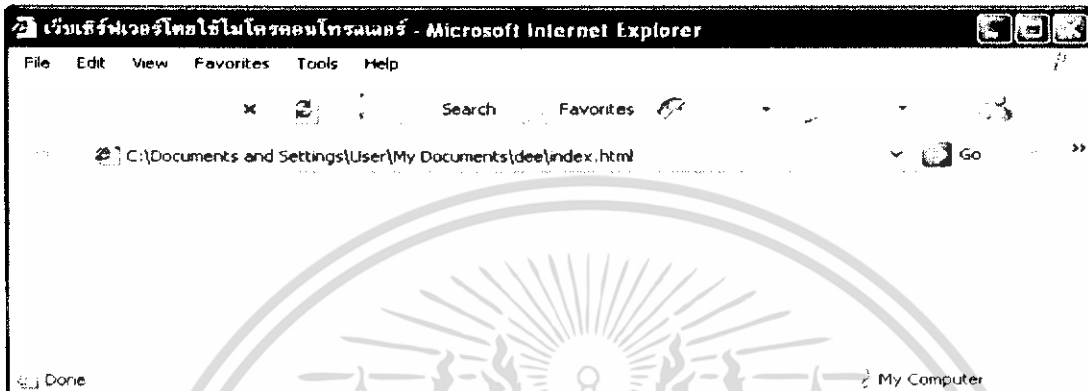 เว็บเซิร์ฟเวอร์โดยใช้ไมโครคอนโทรลเลอร์ - Microsoft Internet Explorer
File Edit View Favorites Tools Help
Search Favorites
C:\Documents and Settings\User\My Documents\dee\index.html Go
Done My Computer